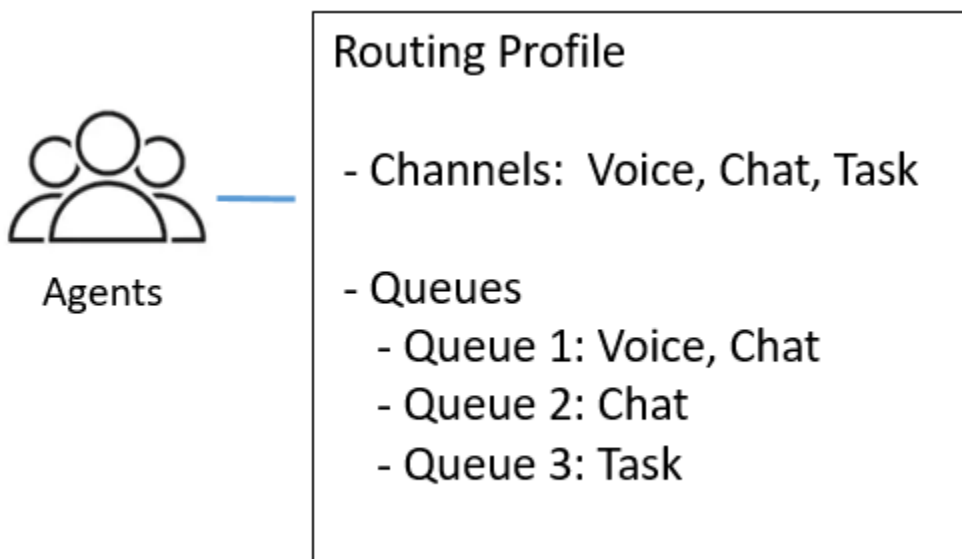 Routing Profile
- Channels:  Voice, Chat, Task
Agents
- Queues
- Queue 1: Voice, Chat
- Queue 2: Chat
- Queue 3: Task